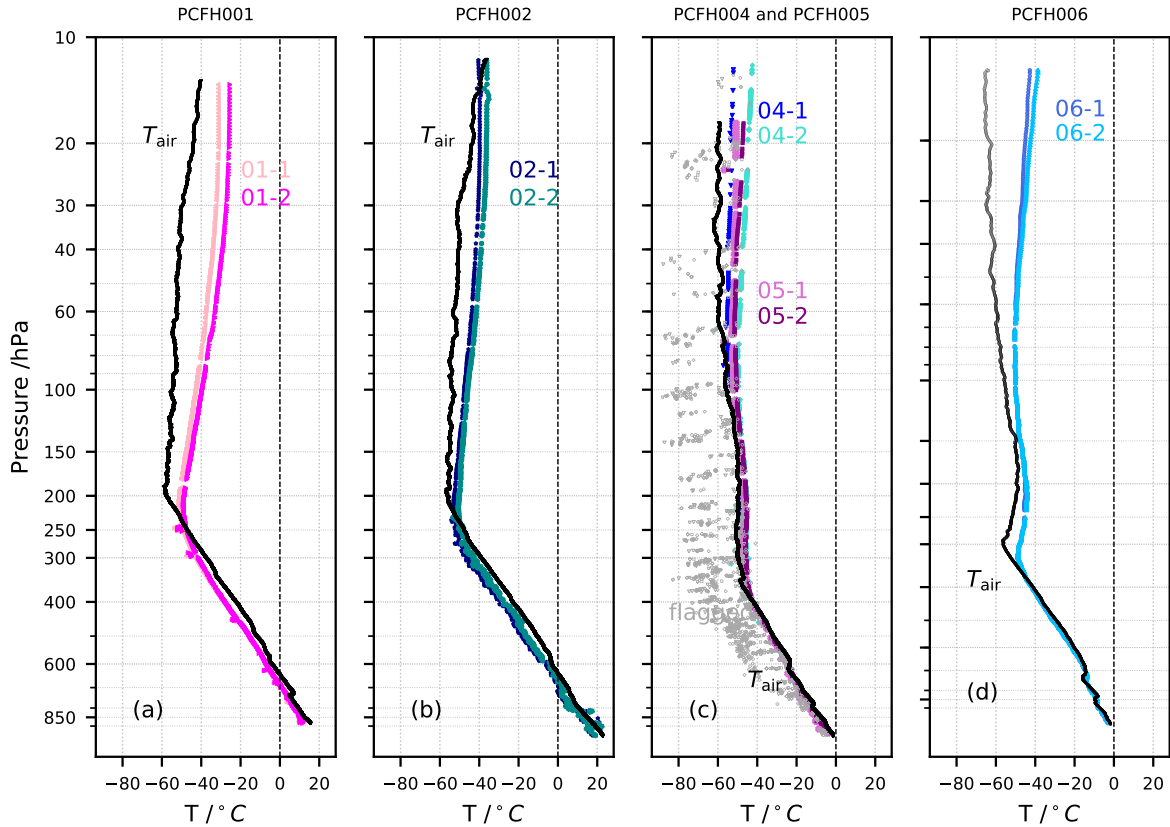 PCFH001
PCFH002
PCFH004 and PCFH005
PCFH006
Pressure /hPa
10
20
30
40
60
100
150
200
250
300
400
600
850
T_air
01-1
01-2
(a)
−80 −60 −40 −20 0 20
T / °C
T_air
02-1
02-2
(b)
−80 −60 −40 −20 0 20
T / °C
04-1
04-2
05-1
05-2
flagged
T_air
(c)
−80 −60 −40 −20 0 20
T / °C
06-1
06-2
T_air
(d)
−80 −60 −40 −20 0 20
T / °C